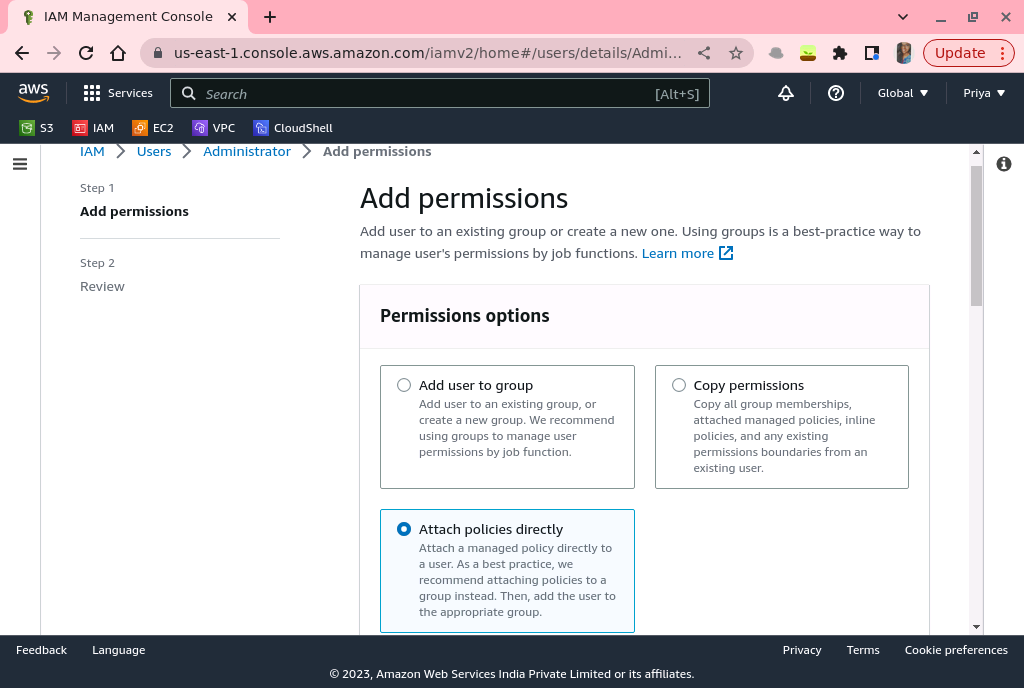 IAM Management Console
us-east-1.console.aws.amazon.com/iamv2/home#/users/details/Admi...
Update
aws
Services
Search
[Alt+S]
Global
Priya
S3
IAM
EC2
VPC
CloudShell
IAM
Users
Administrator
Add permissions
Step 1
Add permissions
Step 2
Review
Add permissions
Add user to an existing group or create a new one. Using groups is a best-practice way to
manage user's permissions by job functions. Learn more
Permissions options
Add user to group
Add user to an existing group, or
create a new group. We recommend
using groups to manage user
permissions by job function.
Copy permissions
Copy all group memberships,
attached managed policies, inline
policies, and any existing
permissions boundaries from an
existing user.
Attach policies directly
Attach a managed policy directly to
a user. As a best practice, we
recommend attaching policies to a
group instead. Then, add the user to
the appropriate group.
Feedback
Language
Privacy
Terms
Cookie preferences
© 2023, Amazon Web Services India Private Limited or its affiliates.